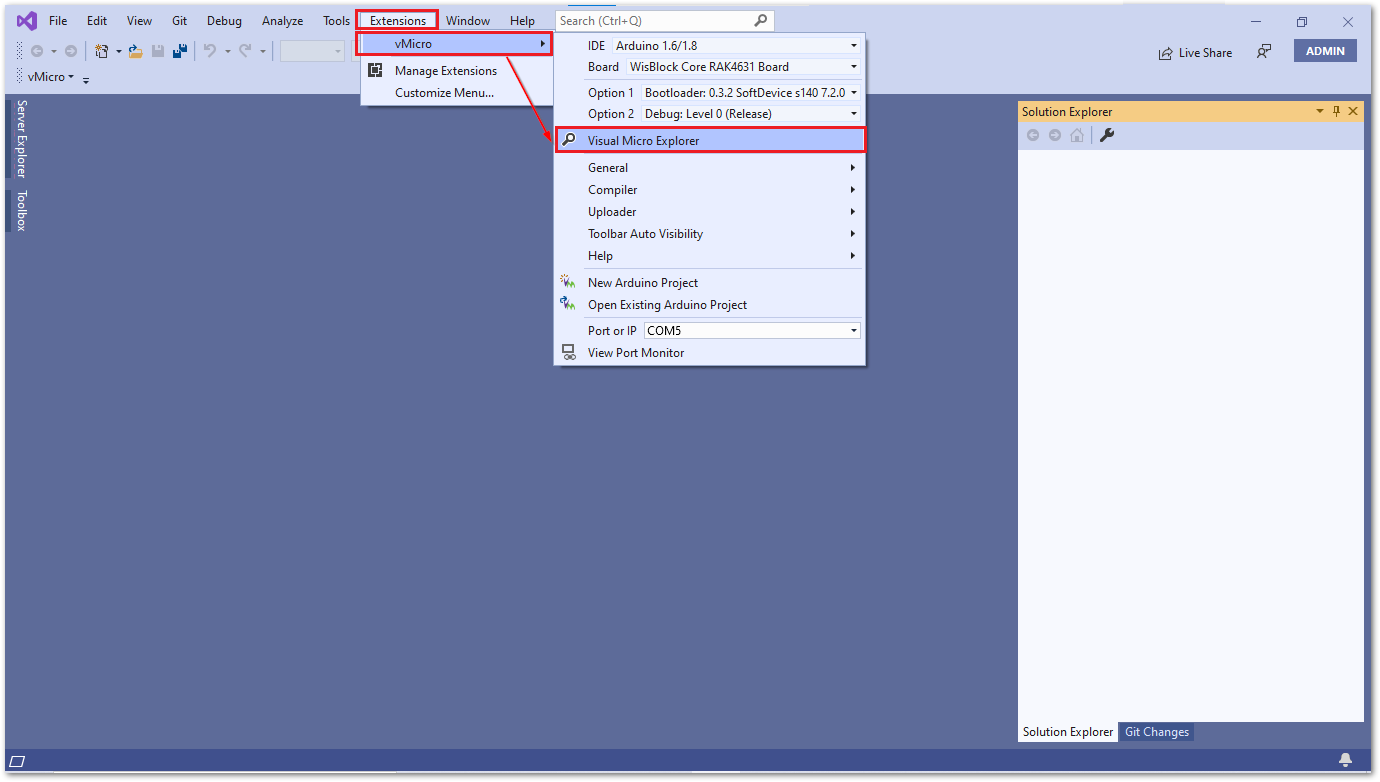 File Edit View Git Debug Analyze Tools Extensions Window Help Search (Ctrl+Q)
Live Share ADMIN
vMicro
vMicro
Manage Extensions
Customize Menu...
IDE Arduino 1.6/1.8
Board WisBlock Core RAK4631 Board
Option 1 Bootloader: 0.3.2 SoftDevice s140 7.2.0
Option 2 Debug: Level 0 (Release)
Visual Micro Explorer
General
Compiler
Uploader
Toolbar Auto Visibility
Help
New Arduino Project
Open Existing Arduino Project
Port or IP COM5
View Port Monitor
Server Explorer
Toolbox
Solution Explorer
Solution Explorer Git Changes